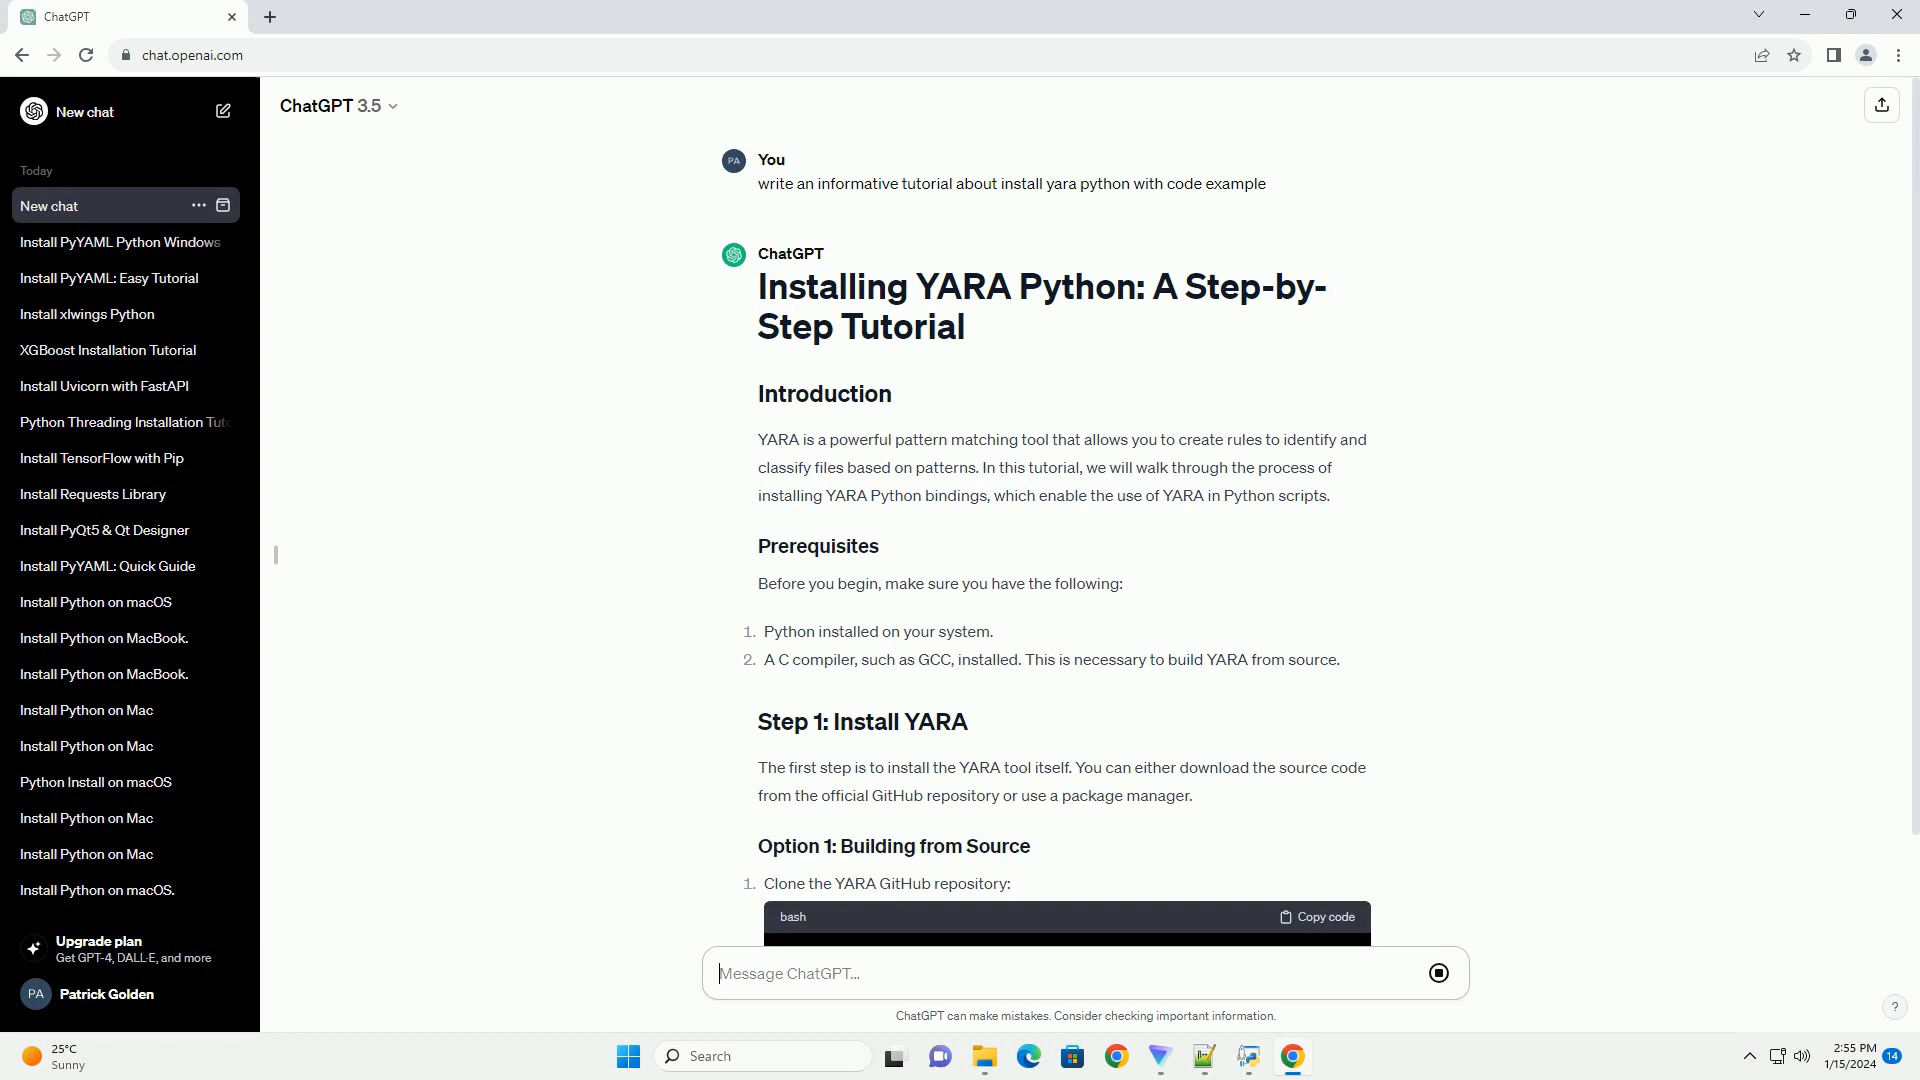 ChatGPT
chat.openai.com
New chat
Today
New chat
Install PyYAML Python Windows
Install PyYAML: Easy Tutorial
Install xlwings Python
XGBoost Installation Tutorial
Install Uvicorn with FastAPI
Python Threading Installation Tut
Install TensorFlow with Pip
Install Requests Library
Install PyQt5 & Qt Designer
Install PyYAML: Quick Guide
Install Python on macOS
Install Python on MacBook.
Install Python on MacBook.
Install Python on Mac
Install Python on Mac
Python Install on macOS
Install Python on Mac
Install Python on Mac
Install Python on macOS.
Upgrade plan
Get GPT-4, DALL·E, and more
PA Patrick Golden
ChatGPT 3.5
PA You
write an informative tutorial about install yara python with code example
ChatGPT
Installing YARA Python: A Step-by-
Step Tutorial
Introduction
YARA is a powerful pattern matching tool that allows you to create rules to identify and
classify files based on patterns. In this tutorial, we will walk through the process of
installing YARA Python bindings, which enable the use of YARA in Python scripts.
Prerequisites
Before you begin, make sure you have the following:
1. Python installed on your system.
2. A C compiler, such as GCC, installed. This is necessary to build YARA from source.
Step 1: Install YARA
The first step is to install the YARA tool itself. You can either download the source code
from the official GitHub repository or use a package manager.
Option 1: Building from Source
1. Clone the YARA GitHub repository:
bash Copy code
Message ChatGPT...
ChatGPT can make mistakes. Consider checking important information.
?
25°C
Sunny
Search
2:55 PM
1/15/2024
14